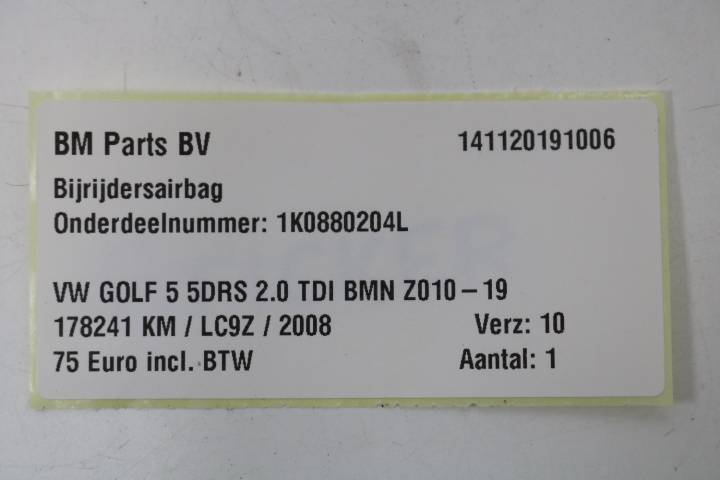 BM Parts BV 141120191006
Bijrijdersairbag
Onderdeelnummer: 1K0880204L
VW GOLF 5 5DRS 2.0 TDI BMN Z010 – 19
178241 KM / LC9Z / 2008 Verz: 10
75 Euro incl. BTW Aantal: 1